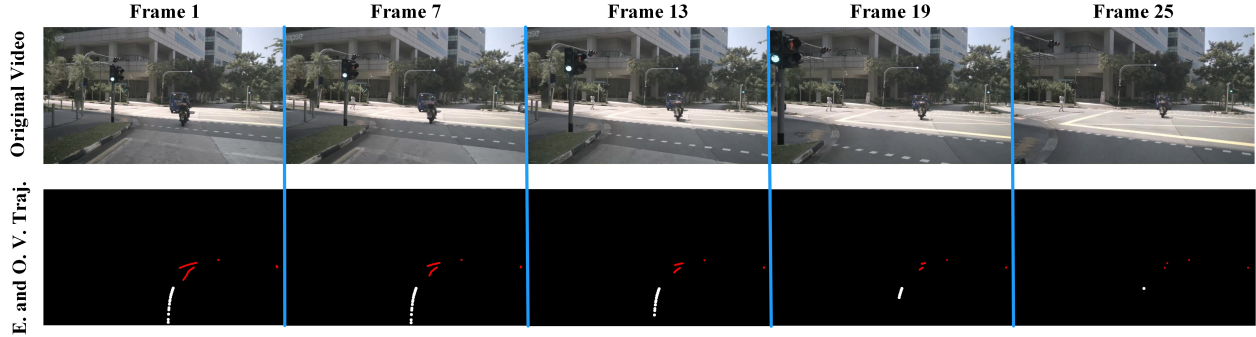 Frame 1
Frame 7
Frame 13
Frame 19
Frame 25
Original Video
E. and O. V. Traj.